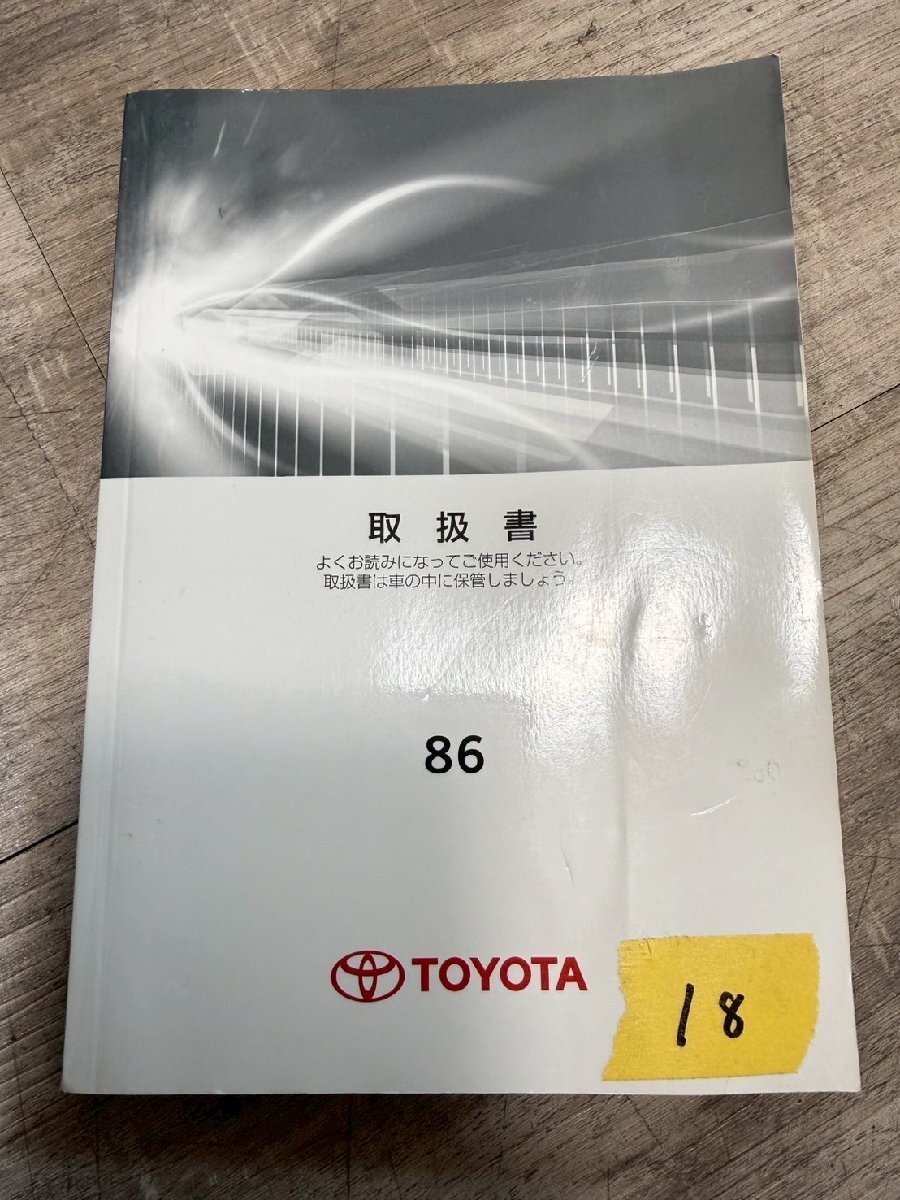 取扱書
よくお読みになってご使用ください。
取扱書は車の中に保管しましょう。
86
TOYOTA
18